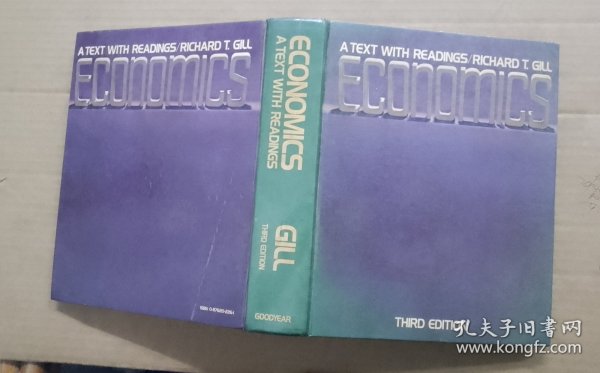 A TEXT WITH READINGS/RICHARD T. GILL
ECONOMICS
ECONOMICS
A TEXT WITH READINGS
GILL
THIRD EDITION
GOODYEAR
A TEXT WITH READINGS/RICHARD T. GILL
ECONOMICS
THIRD EDITION
孔夫子旧书网
www.kongfz.com